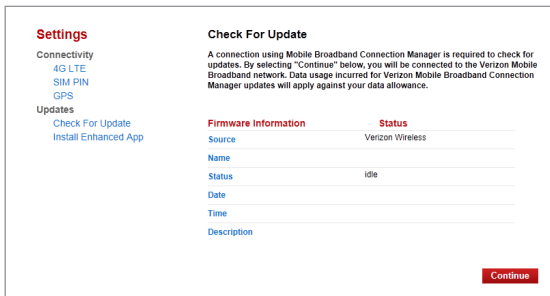 Settings
Connectivity
4G LTE
SIM PIN
GPS
Updates
Check For Update
Install Enhanced App
Check For Update
A connection using Mobile Broadband Connection Manager is required to check for
updates. By selecting "Continue" below, you will be connected to the Verizon Mobile
Broadband network. Data usage incurred for Verizon Mobile Broadband Connection
Manager updates will apply against your data allowance.
Firmware Information Status
Source Verizon Wireless
Name
Status idle
Date
Time
Description
Continue